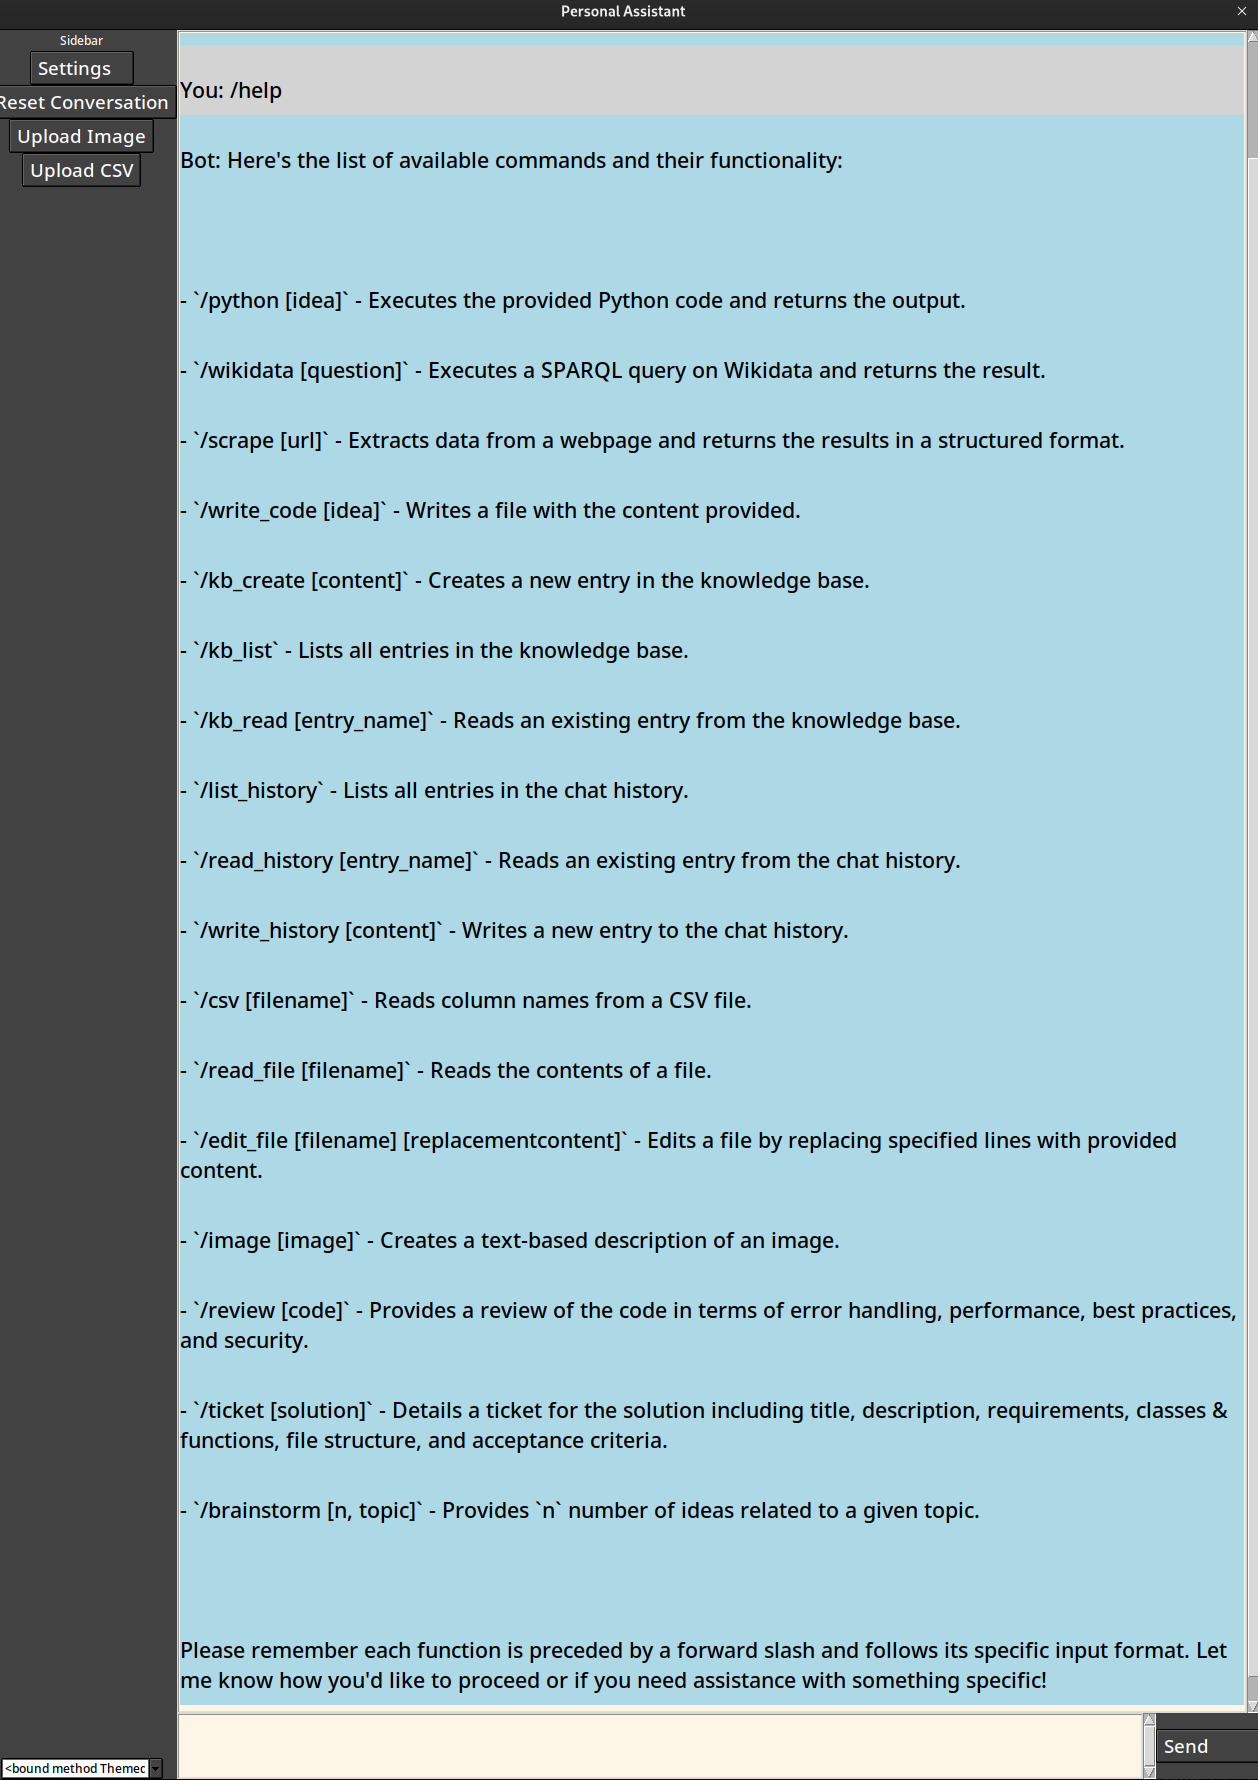 Personal Assistant
Sidebar
Settings
Reset Conversation
Upload Image
Upload CSV
You: /help
Bot: Here's the list of available commands and their functionality:
- `/python [idea]` - Executes the provided Python code and returns the output.
- `/wikidata [question]` - Executes a SPARQL query on Wikidata and returns the result.
- `/scrape [url]` - Extracts data from a webpage and returns the results in a structured format.
- `/write_code [idea]` - Writes a file with the content provided.
- `/kb_create [content]` - Creates a new entry in the knowledge base.
- `/kb_list` - Lists all entries in the knowledge base.
- `/kb_read [entry_name]` - Reads an existing entry from the knowledge base.
- `/list_history` - Lists all entries in the chat history.
- `/read_history [entry_name]` - Reads an existing entry from the chat history.
- `/write_history [content]` - Writes a new entry to the chat history.
- `/csv [filename]` - Reads column names from a CSV file.
- `/read_file [filename]` - Reads the contents of a file.
- `/edit_file [filename] [replacementcontent]` - Edits a file by replacing specified lines with provided
content.
- `/image [image]` - Creates a text-based description of an image.
- `/review [code]` - Provides a review of the code in terms of error handling, performance, best practices,
and security.
- `/ticket [solution]` - Details a ticket for the solution including title, description, requirements, classes &
functions, file structure, and acceptance criteria.
- `/brainstorm [n, topic]` - Provides `n` number of ideas related to a given topic.
Please remember each function is preceded by a forward slash and follows its specific input format. Let
me know how you'd like to proceed or if you need assistance with something specific!
Send
<bound method Themec